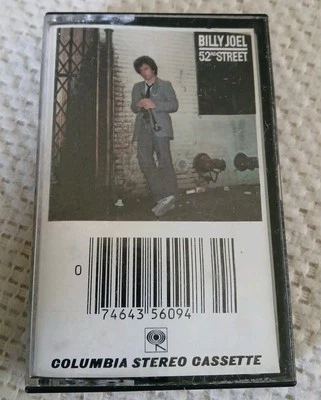 BILLY JOEL
52ND STREET
0
74643 56094
COLUMBIA STEREO CASSETTE